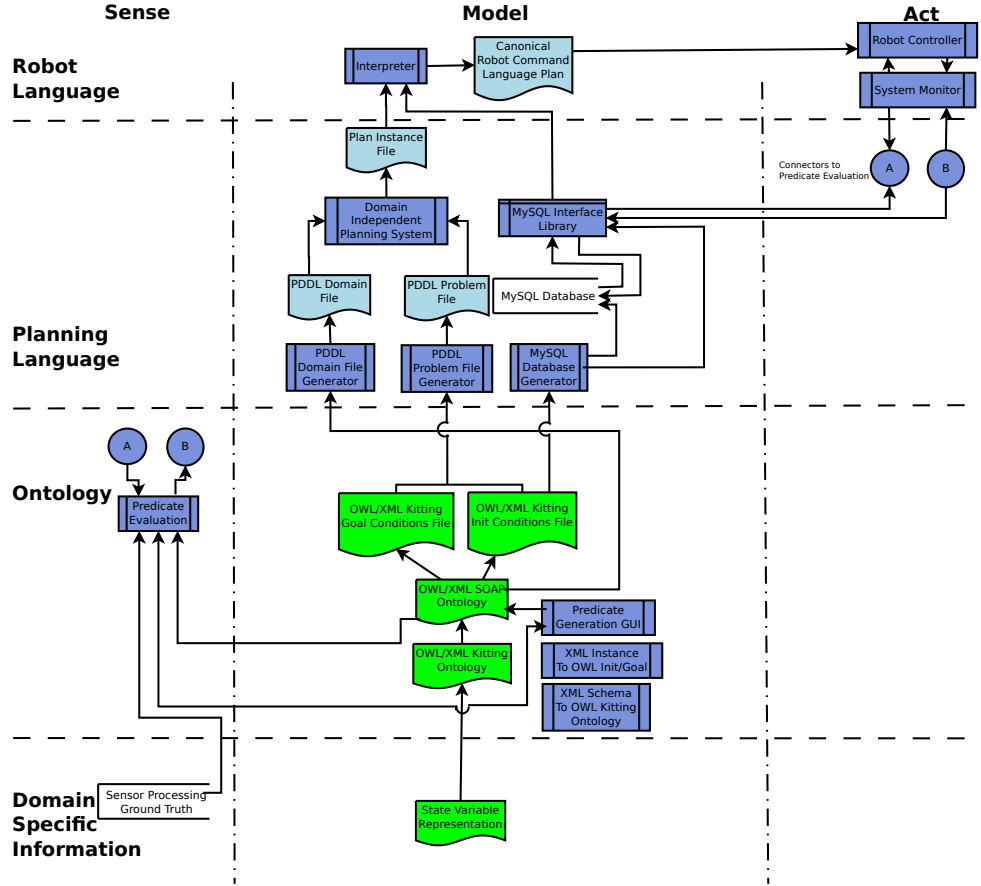 Sense
Model
Act
Robot
Language
Interpreter
Canonical
Robot Command
Language Plan
Robot Controller
System Monitor
Plan Instance
File
Connectors to
Predicate Evaluation
A
B
Domain
Independent
Planning System
MySQL Interface
Library
PDDL Domain
File
PDDL Problem
File
MySQL Database
Planning
Language
PDDL
Domain File
Generator
PDDL
Problem File
Generator
MySQL
Database
Generator
A
B
Ontology
Predicate
Evaluation
OWL/XML Kitting
Goal Conditions File
OWL/XML Kitting
Init Conditions File
OWL/XML SOAP
Ontology
Predicate
Generation GUI
OWL/XML Kitting
Ontology
XML Instance
To OWL Init/Goal
XML Schema
To OWL Kitting
Ontology
Domain
Specific
Information
Sensor Processing
Ground Truth
State Variable
Representation